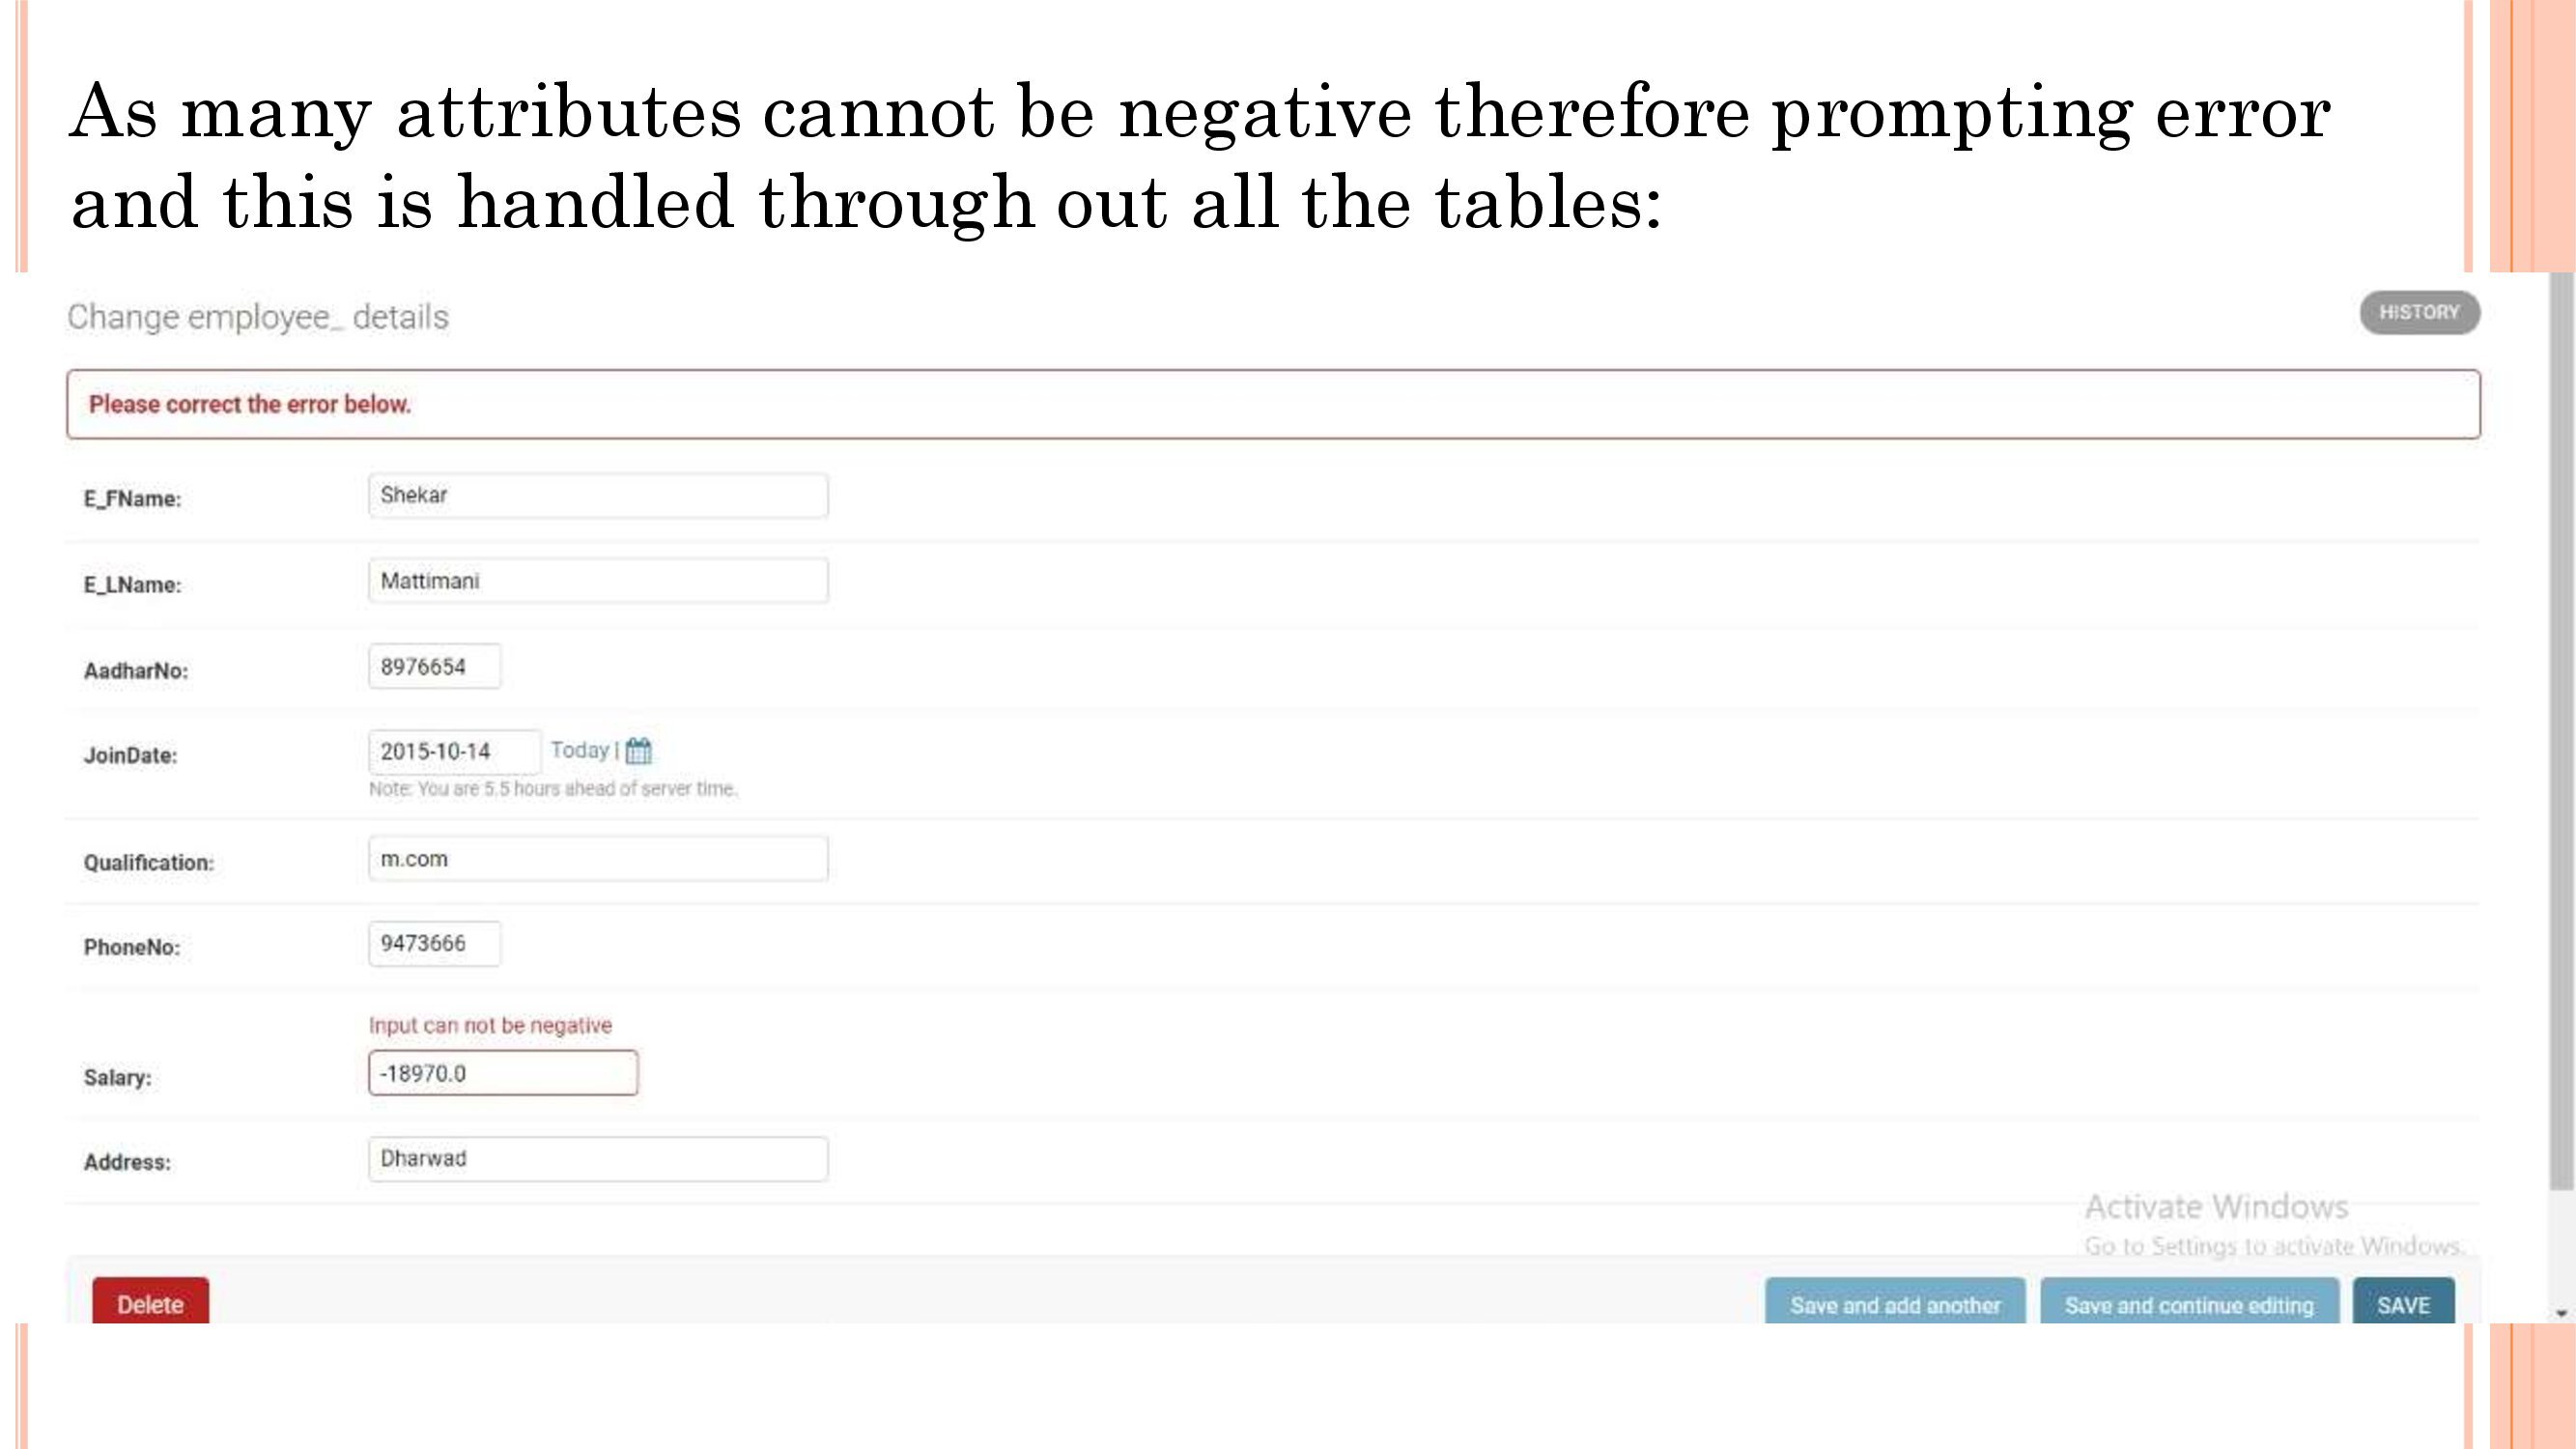 As many attributes cannot be negative therefore prompting error
and this is handled through out all the tables:
Change employee_ details
HISTORY
Please correct the error below.
E_FName: Shekar
E_LName: Mattimani
AadharNo: 8976654
JoinDate: 2015-10-14 Today |
Note: You are 5.5 hours ahead of server time.
Qualification: m.com
PhoneNo: 9473666
Input can not be negative
Salary: -18970.0
Address: Dharwad
Activate Windows
Go to Settings to activate Windows.
Delete Save and add another Save and continue editing SAVE